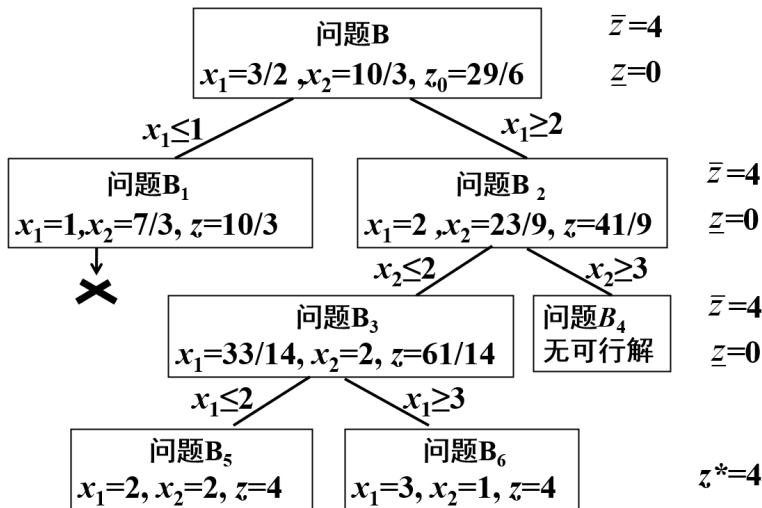 问题B
x₁=3/2 ,x₂=10/3, z₀=29/6
z̅=4
z̲=0
x₁≤1
x₁≥2
问题B₁
x₁=1,x₂=7/3, z=10/3
问题B ₂
x₁=2 ,x₂=23/9, z=41/9
z̅=4
z̲=0
x₂≤2
x₂≥3
问题B₃
x₁=33/14, x₂=2, z=61/14
问题B₄
无可行解
z̅=4
z̲=0
x₁≤2
x₁≥3
问题B₅
x₁=2, x₂=2, z=4
问题B₆
x₁=3, x₂=1, z=4
z*=4